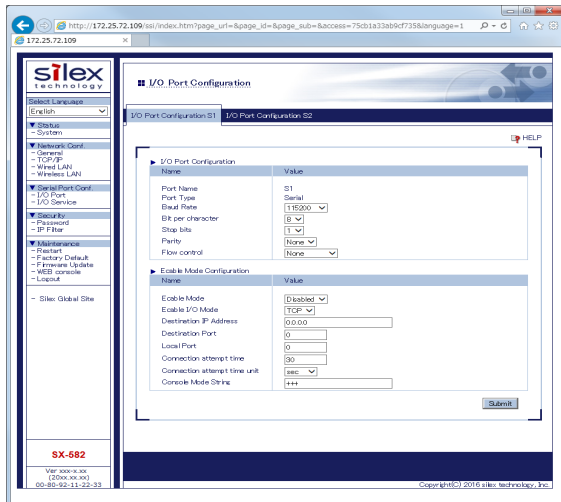 http://172.25.72.109/ssi/index.htm?page_url=&page_id=&page_sub=&access=75cb1a33ab9cf735&language=1
172.25.72.109
silex
technology
Select Language
English
▼ Status
- System
▼ Network Conf.
- General
- TCP/IP
- Wired LAN
- Wireless LAN
▼ Serial Port Conf.
- I/O Port
- I/O Service
▼ Security
- Password
- IP Filter
▼ Maintenance
- Restart
- Factory Default
- Firmware Update
- WEB console
- Logout
- Silex Global Site
SX-582
Ver xxx-x.xx
(20xx.xx.xx)
00-80-92-11-22-33
I/O Port Configuration
I/O Port Configuration S1 I/O Port Configuration S2
HELP
► I/O Port Configuration
Name Value
Port Name S1
Port Type Serial
Baud Rate 115200
Bit per character 8
Stop bits 1
Parity None
Flow control None
► Ecable Mode Configuration
Name Value
Ecable Mode Disabled
Ecable I/O Mode TCP
Destination IP Address 0.0.0.0
Destination Port 0
Local Port 0
Connection attempt time 30
Connection attempt time unit sec
Console Mode String +++
Submit
Copyright(C) 2016 silex technology, Inc.